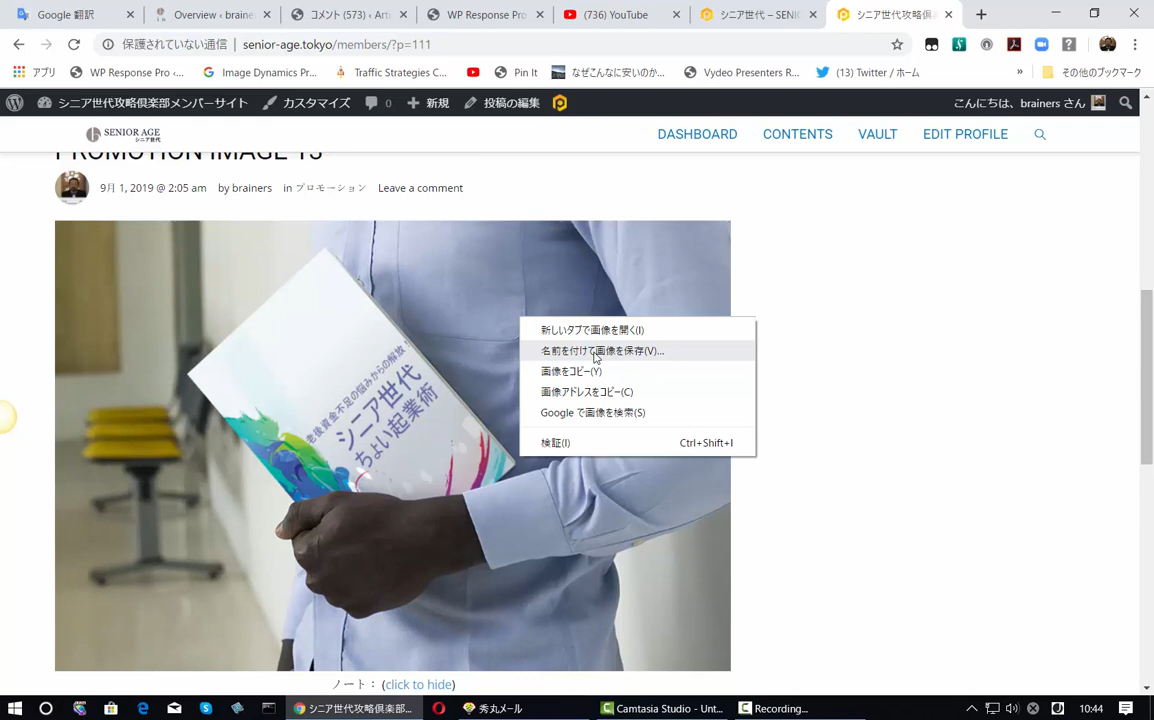 Google 翻訳
Overview ‹ braine
コメント (573) ‹ Arti
WP Response Pro
(736) YouTube
シニア世代 – SENI
シニア世代攻略倶
保護されていない通信
senior-age.tokyo/members/?p=111
アプリ
WP Response Pro ‹...
Image Dynamics Pr...
Traffic Strategies C...
Pin It
なぜこんなに安いのか...
Vydeo Presenters R...
(13) Twitter / ホーム
»
その他のブックマーク
シニア世代攻略倶楽部メンバーサイト
カスタマイズ
0
新規
投稿の編集
こんにちは、brainers さん
SENIOR AGE
シニア世代
DASHBOARD
CONTENTS
VAULT
EDIT PROFILE
PROMOTION IMAGE 13
9月 1, 2019 @ 2:05 am
by brainers
in プロモーション
Leave a comment
老後資金不足の悩みからの解放!
シニア世代
ちょい起業術
新しいタブで画像を開く(I)
名前を付けて画像を保存(V)...
画像をコピー(Y)
画像アドレスをコピー(C)
Google で画像を検索(S)
検証(I)
Ctrl+Shift+I
ノート： (click to hide)
シニア世代攻略倶楽部...
秀丸メール
Camtasia Studio - Unt...
Recording...
10:44